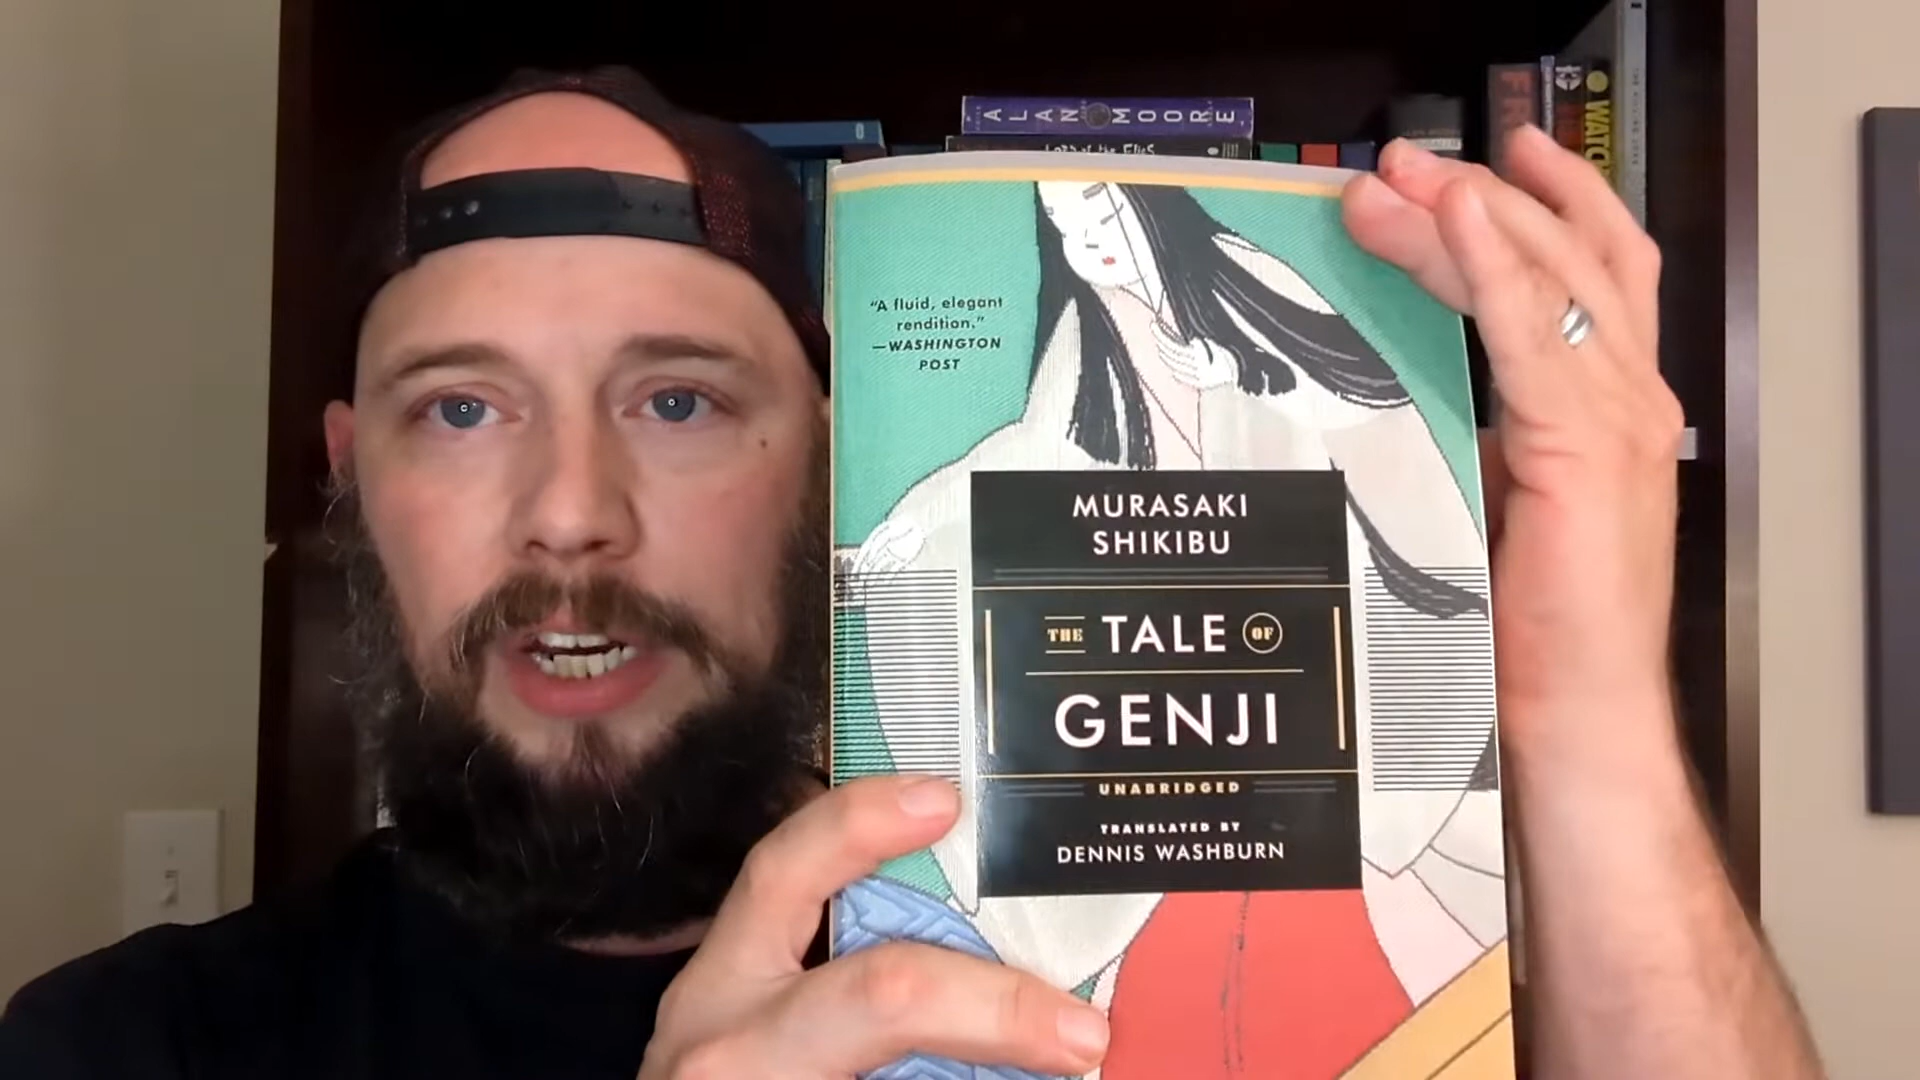 ALAN MOORE
Lord of the Flies
WATCH
"A fluid, elegant
rendition."
—WASHINGTON
POST
MURASAKI
SHIKIBU
THE TALE OF
GENJI
UNABRIDGED
TRANSLATED BY
DENNIS WASHBURN